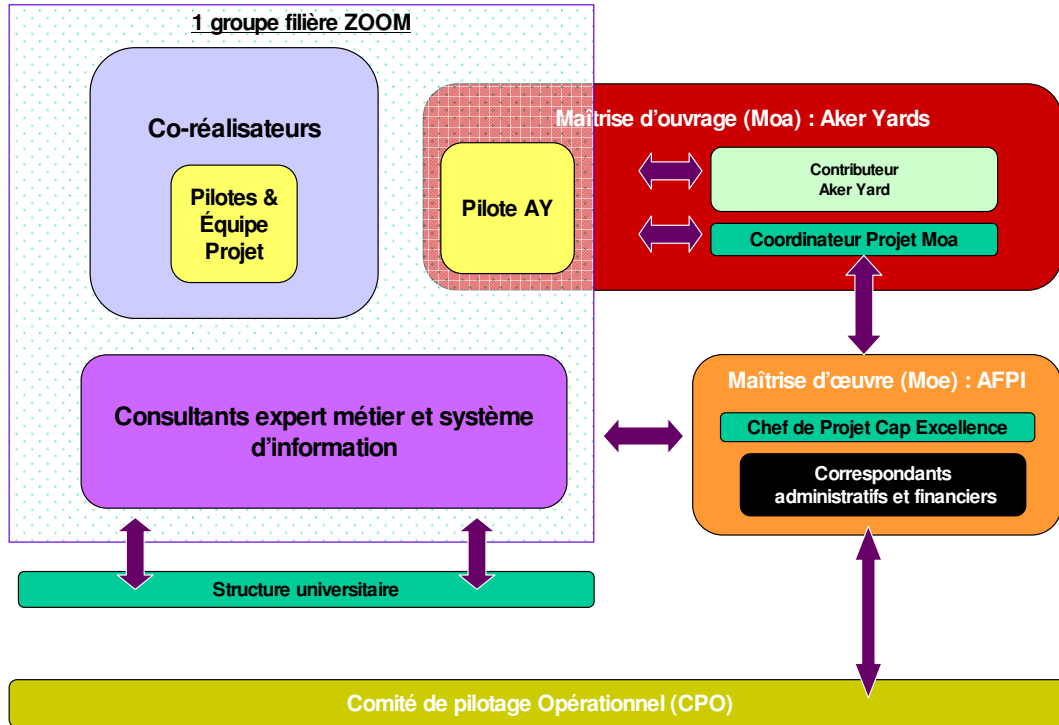 1 groupe filière ZOOM
Co-réalisateurs
Pilotes &
Équipe
Projet
Pilote AY
Maîtrise d'ouvrage (Moa) : Aker Yards
Contributeur
Aker Yard
Coordinateur Projet Moa
Consultants expert métier et système
d'information
Maîtrise d'œuvre (Moe) : AFPI
Chef de Projet Cap Excellence
Correspondants
administratifs et financiers
Structure universitaire
Comité de pilotage Opérationnel (CPO)